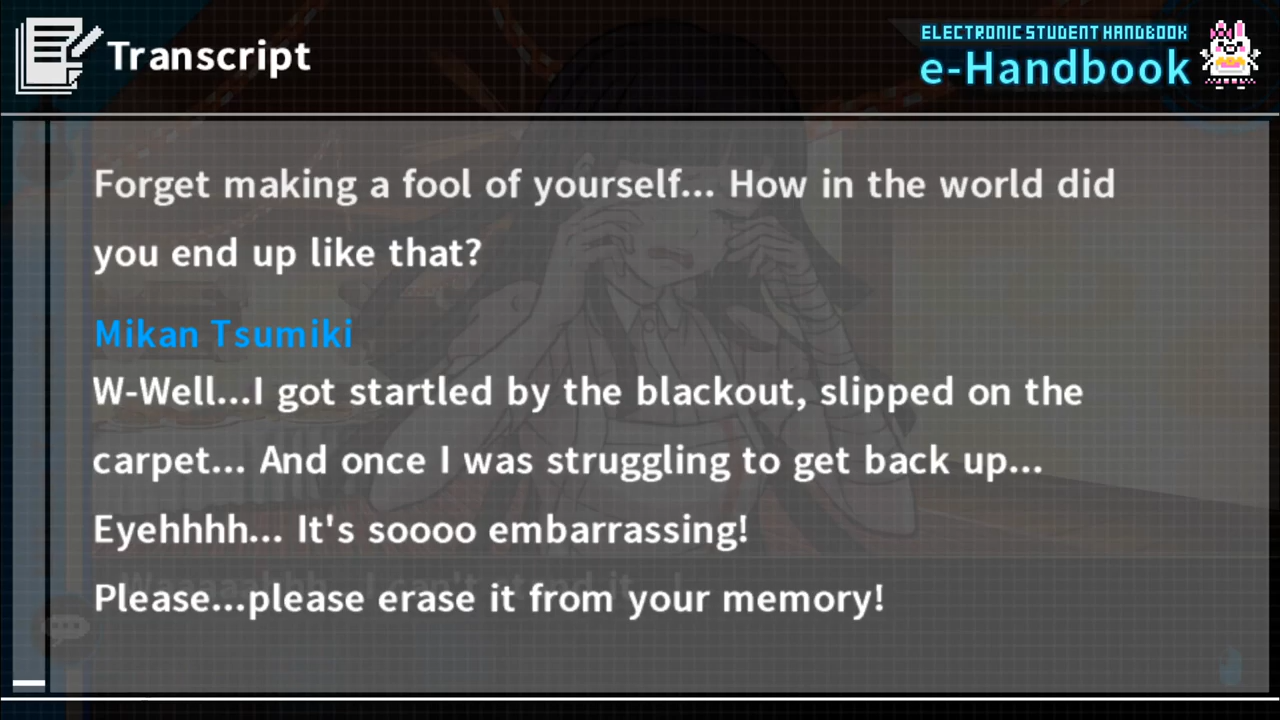 Transcript
ELECTRONIC STUDENT HANDBOOK
e-Handbook
Forget making a fool of yourself... How in the world did
you end up like that?
Mikan Tsumiki
W-Well...I got startled by the blackout, slipped on the
carpet... And once I was struggling to get back up...
Eyehhhh... It's soooo embarrassing!
Please...please erase it from your memory!